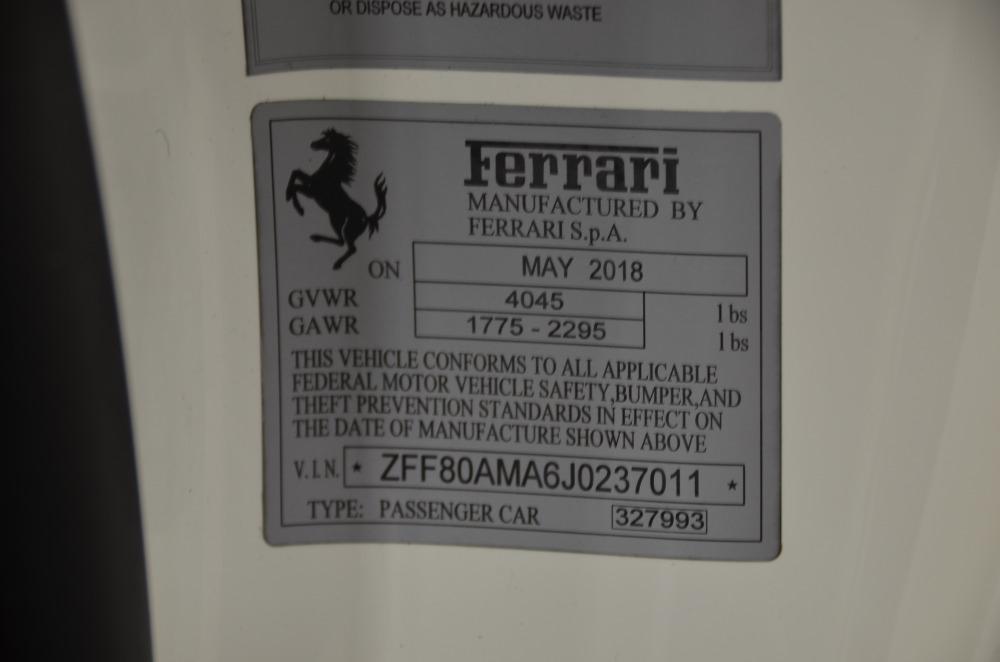 OR DISPOSE AS HAZARDOUS WASTE
Ferrari
MANUFACTURED BY
FERRARI S.p.A.
ON MAY 2018
GVWR 4045 lbs
GAWR 1775 - 2295 lbs
THIS VEHICLE CONFORMS TO ALL APPLICABLE
FEDERAL MOTOR VEHICLE SAFETY,BUMPER,AND
THEFT PREVENTION STANDARDS IN EFFECT ON
THE DATE OF MANUFACTURE SHOWN ABOVE
V.I.N. * ZFF80AMA6J0237011 *
TYPE: PASSENGER CAR 327993